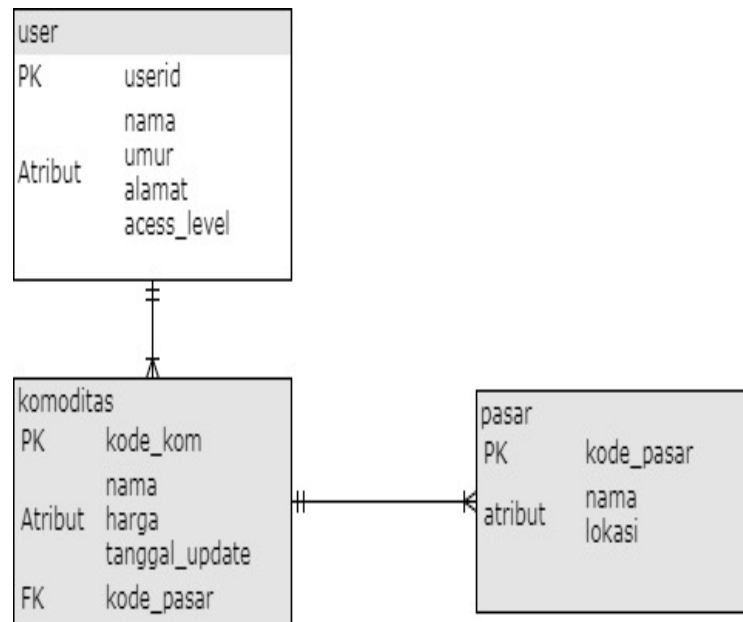 user
PK userid
nama
umur
Atribut
alamat
acess_level
komoditas
PK kode_kom
nama
Atribut harga
tanggal_update
FK kode_pasar
pasar
PK kode_pasar
atribut nama
lokasi